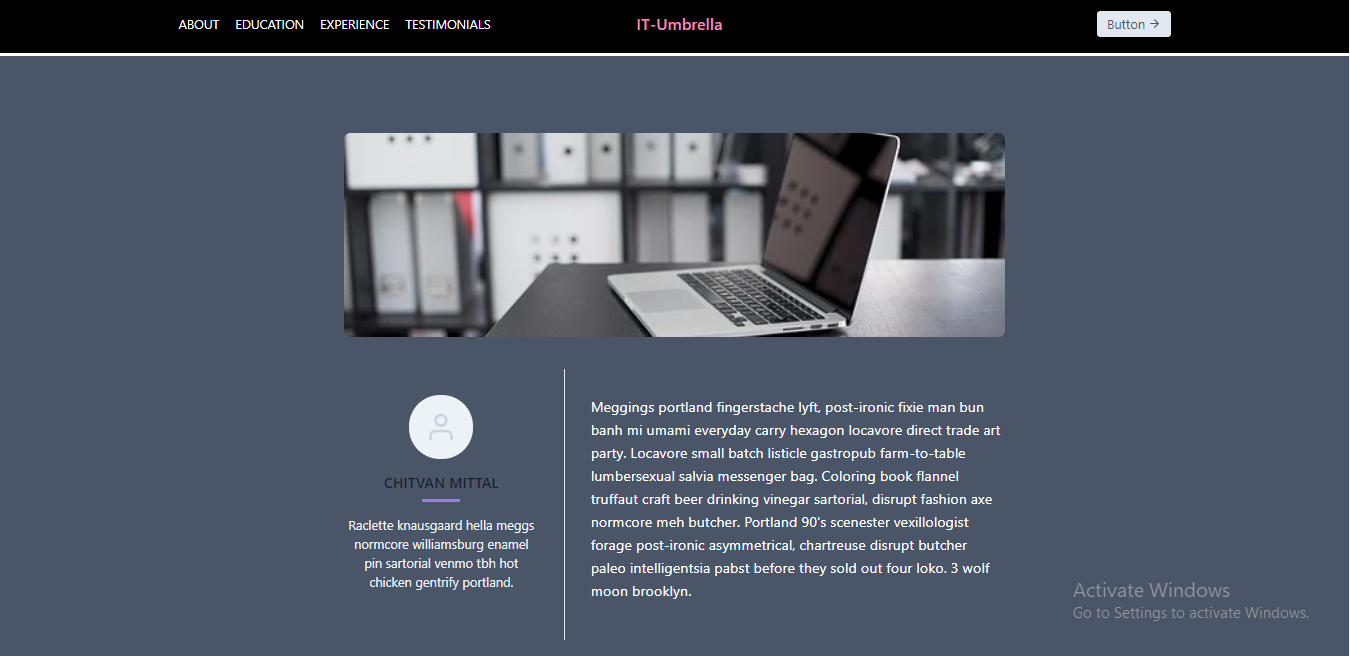 ABOUT EDUCATION EXPERIENCE TESTIMONIALS IT-Umbrella Button →
CHITVAN MITTAL
Raclette knausgaard hella meggs
normcore williamsburg enamel
pin sartorial venmo tbh hot
chicken gentrify portland.
Meggings portland fingerstache lyft, post-ironic fixie man bun
banh mi umami everyday carry hexagon locavore direct trade art
party. Locavore small batch listicle gastropub farm-to-table
lumbersexual salvia messenger bag. Coloring book flannel
truffaut craft beer drinking vinegar sartorial, disrupt fashion axe
normcore meh butcher. Portland 90's scenester vexillologist
forage post-ironic asymmetrical, chartreuse disrupt butcher
paleo intelligentsia pabst before they sold out four loko. 3 wolf
moon brooklyn.
Activate Windows
Go to Settings to activate Windows.